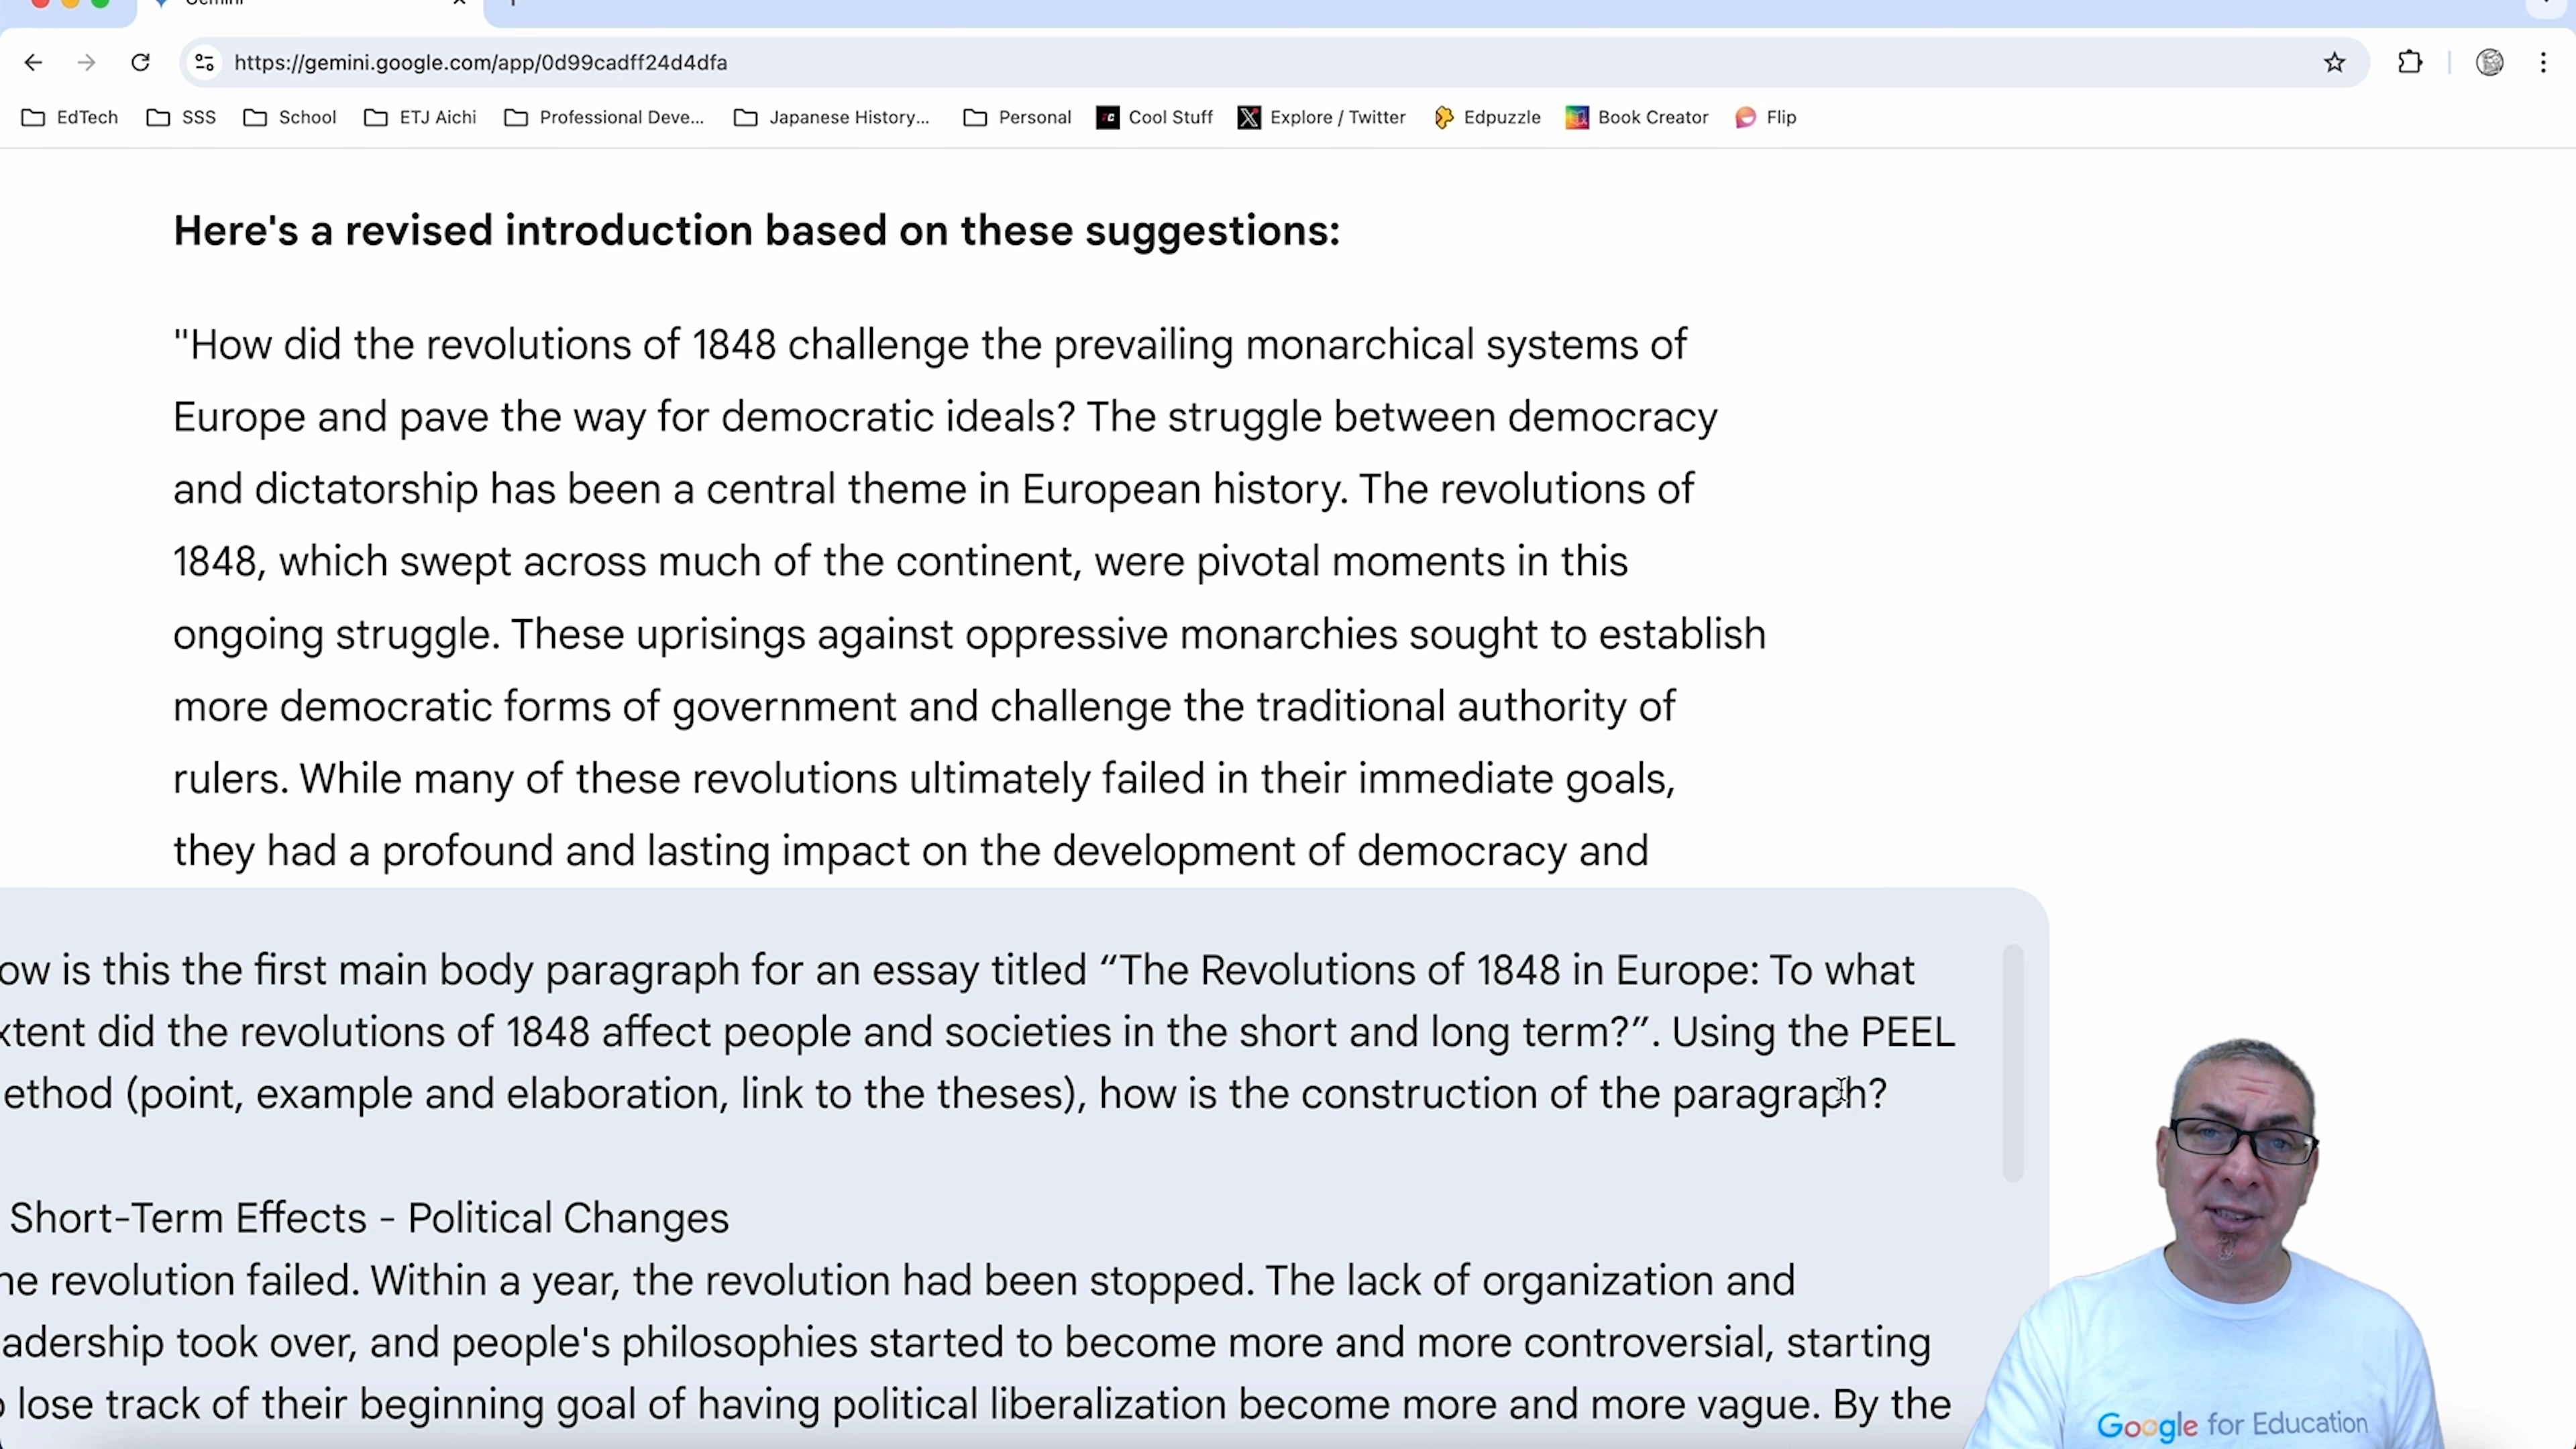 Gemini
https://gemini.google.com/app/0d99cadff24d4dfa
EdTech SSS School ETJ Aichi Professional Deve... Japanese History... Personal Cool Stuff Explore / Twitter Edpuzzle Book Creator Flip
Here's a revised introduction based on these suggestions:
"How did the revolutions of 1848 challenge the prevailing monarchical systems of
Europe and pave the way for democratic ideals? The struggle between democracy
and dictatorship has been a central theme in European history. The revolutions of
1848, which swept across much of the continent, were pivotal moments in this
ongoing struggle. These uprisings against oppressive monarchies sought to establish
more democratic forms of government and challenge the traditional authority of
rulers. While many of these revolutions ultimately failed in their immediate goals,
they had a profound and lasting impact on the development of democracy and
ow is this the first main body paragraph for an essay titled “The Revolutions of 1848 in Europe: To what
xtent did the revolutions of 1848 affect people and societies in the short and long term?”. Using the PEEL
ethod (point, example and elaboration, link to the theses), how is the construction of the paragraph?
Short-Term Effects - Political Changes
he revolution failed. Within a year, the revolution had been stopped. The lack of organization and
adership took over, and people's philosophies started to become more and more controversial, starting
o lose track of their beginning goal of having political liberalization become more and more vague. By the
Google for Education